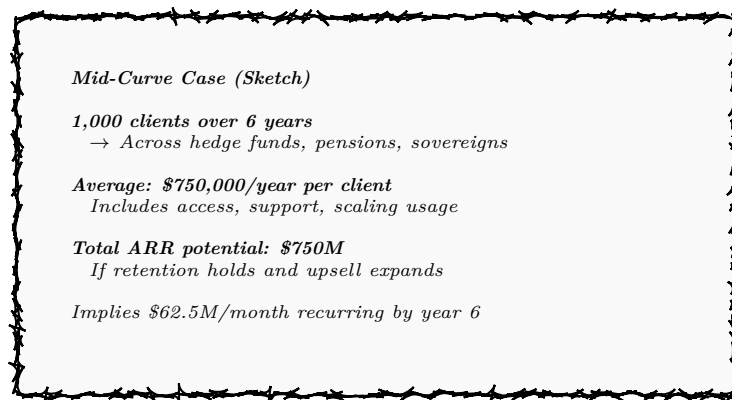 Mid-Curve Case (Sketch)
1,000 clients over 6 years
→ Across hedge funds, pensions, sovereigns
Average: $750,000/year per client
Includes access, support, scaling usage
Total ARR potential: $750M
If retention holds and upsell expands
Implies $62.5M/month recurring by year 6